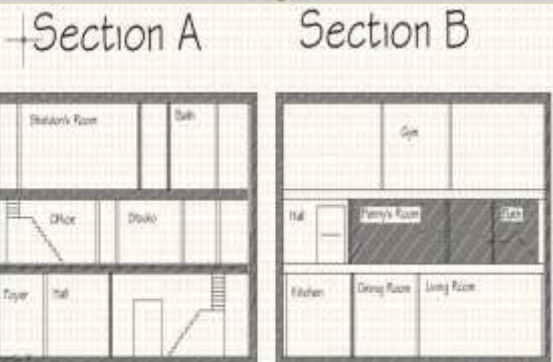 Section A
Section B
Sheldon's Room
Bath
Gym
Office
Studio
Hall
Penny's Room
Bath
Foyer
Hall
Kitchen
Dining Room
Living Room